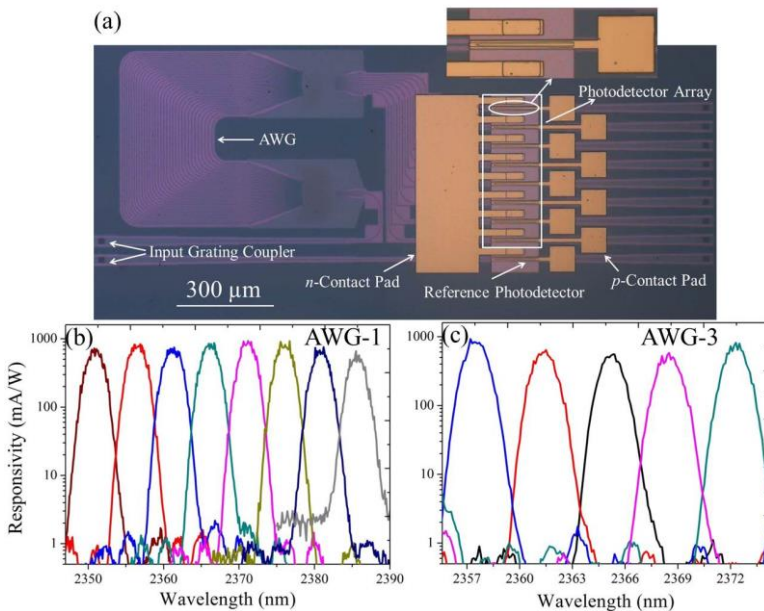 (a)
Photodetector Array
AWG
Input Grating Coupler
n-Contact Pad
p-Contact Pad
300 µm
Reference Photodetector
(b)
AWG-1
Responsivity (mA/W)
1000
100
10
1
2350 2360 2370 2380 2390
Wavelength (nm)
(c)
AWG-3
1000
100
10
1
2357 2360 2363 2366 2369 2372
Wavelength (nm)